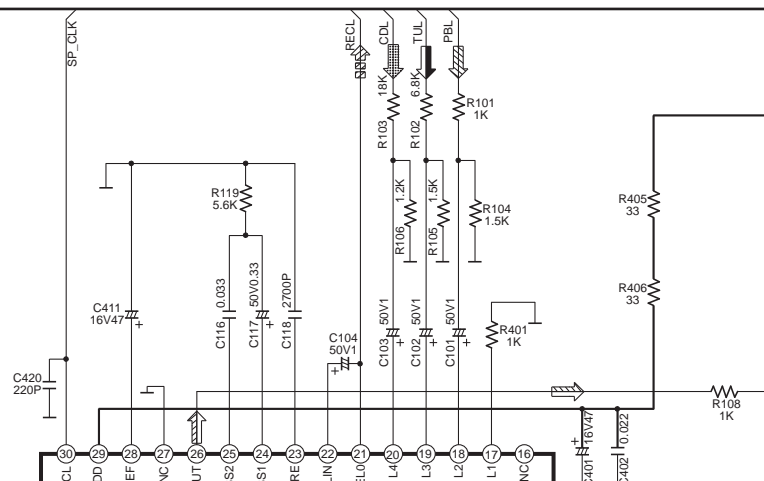 SP_CLK
RECL
CDL
TUL
PBL
18K
R103
6.8K
R102
R101
1K
R119
5.6K
1.2K
R106
1.5K
R105
R104
1.5K
R405
33
R406
33
C411
16V47
C116
0.033
C117
50V0.33
C118
2700P
C104
50V1
C103
50V1
C102
50V1
C101
50V1
R401
1K
C420
220P
R108
1K
C401
16V47
C402
0.022
30
29
28
27
26
25
24
23
22
21
20
19
18
17
16
CL
DD
EF
NC
UT
SS2
SS1
RE
LIN
EL0
L4
L3
L2
L1
NC